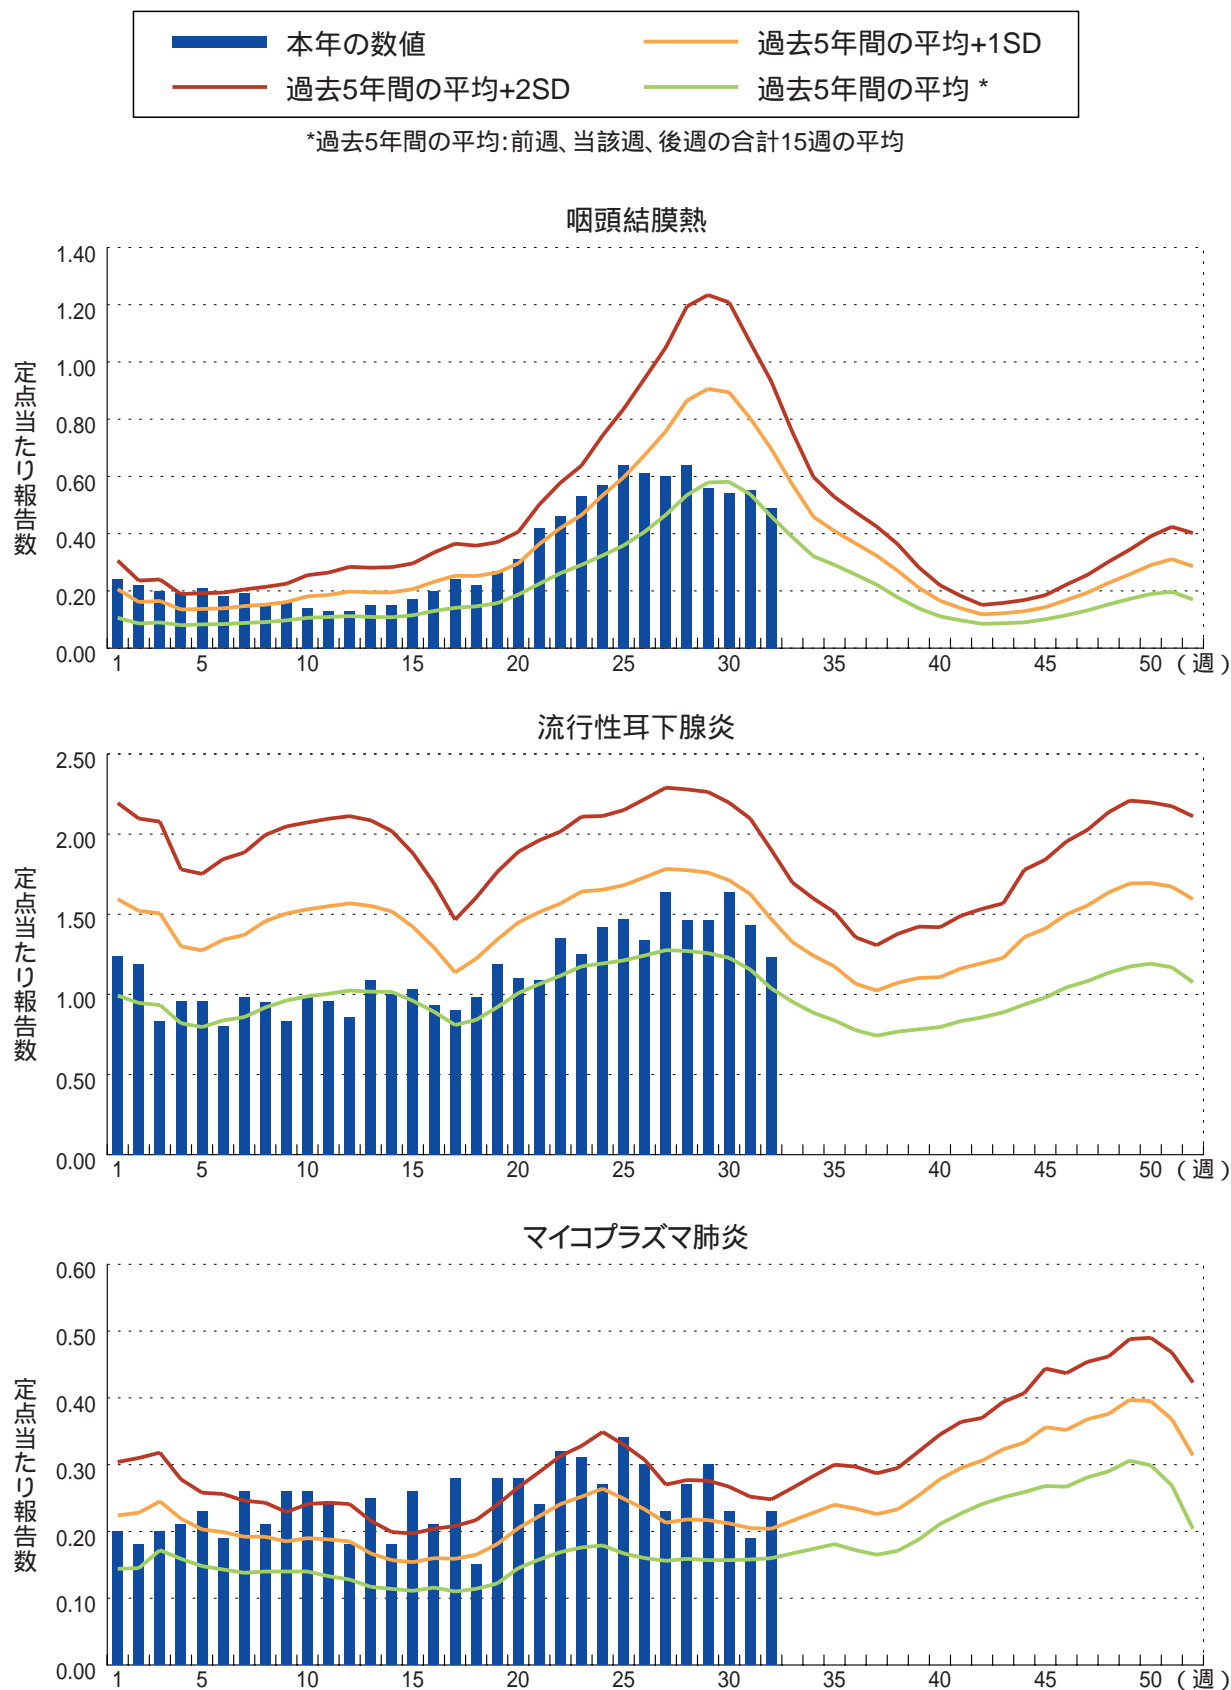 本年の数値
過去5年間の平均+1SD
過去5年間の平均+2SD
過去5年間の平均 *
*過去5年間の平均：前週、当該週、後週の合計15週の平均
咽頭結膜熱
定点当たり報告数
1.40
1.20
1.00
0.80
0.60
0.40
0.20
0.00
1 5 10 15 20 25 30 35 40 45 50 (週)
流行性耳下腺炎
定点当たり報告数
2.50
2.00
1.50
1.00
0.50
0.00
1 5 10 15 20 25 30 35 40 45 50 (週)
マイコプラズマ肺炎
定点当たり報告数
0.60
0.50
0.40
0.30
0.20
0.10
0.00
1 5 10 15 20 25 30 35 40 45 50 (週)